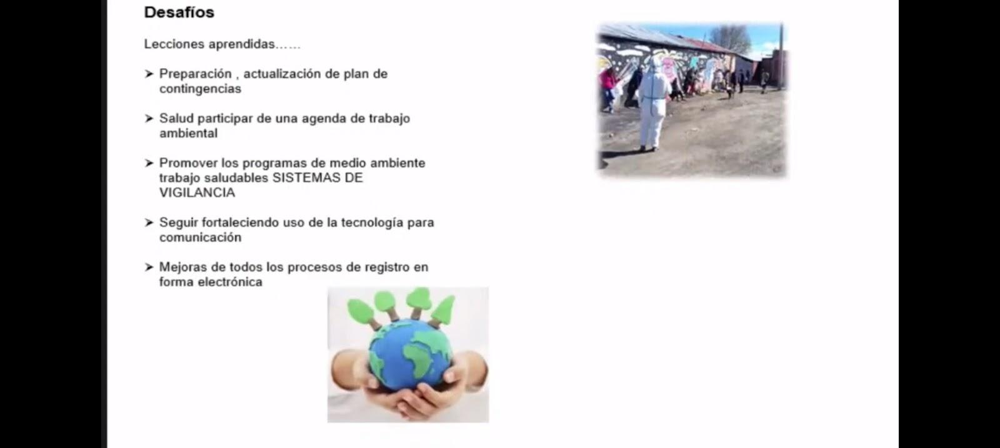 Desafíos
Lecciones aprendidas……
➢ Preparación , actualización de plan de
contingencias
➢ Salud participar de una agenda de trabajo
ambiental
➢ Promover los programas de medio ambiente
trabajo saludables SISTEMAS DE
VIGILANCIA
➢ Seguir fortaleciendo uso de la tecnología para
comunicación
➢ Mejoras de todos los procesos de registro en
forma electrónica